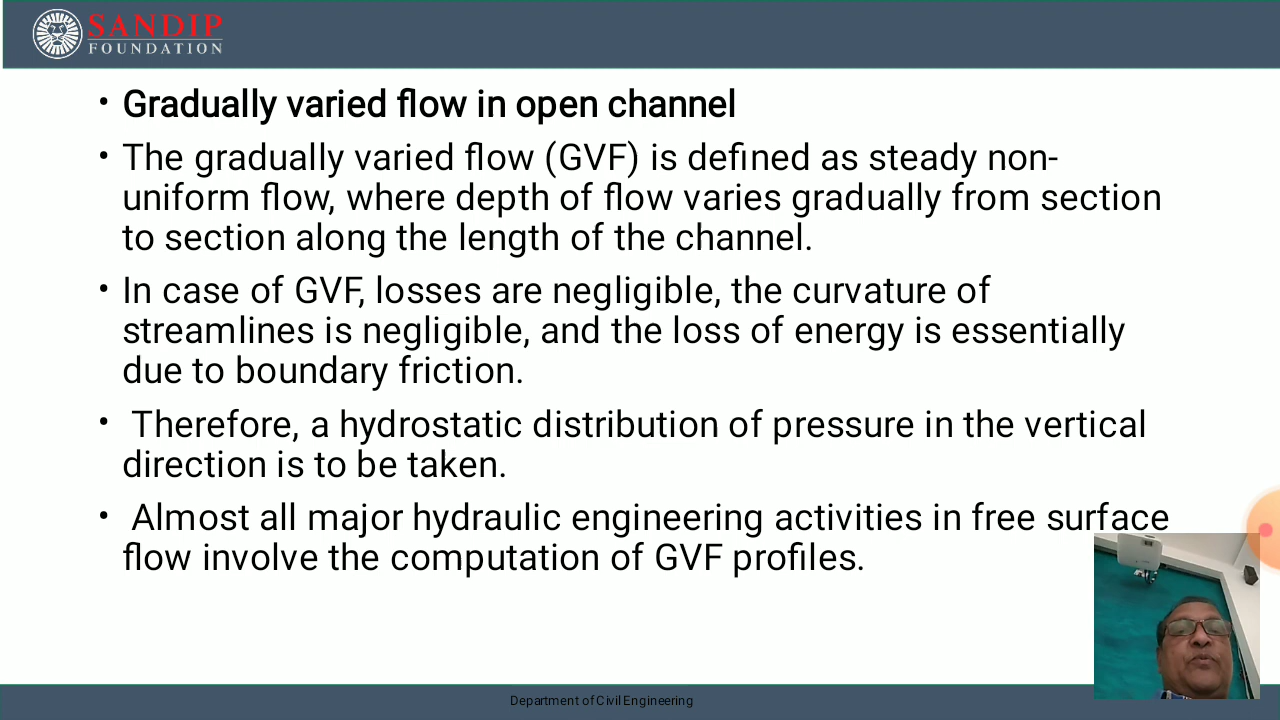 SANDIP
FOUNDATION
• Gradually varied flow in open channel
• The gradually varied flow (GVF) is defined as steady non-
uniform flow, where depth of flow varies gradually from section
to section along the length of the channel.
• In case of GVF, losses are negligible, the curvature of
streamlines is negligible, and the loss of energy is essentially
due to boundary friction.
• Therefore, a hydrostatic distribution of pressure in the vertical
direction is to be taken.
• Almost all major hydraulic engineering activities in free surface
flow involve the computation of GVF profiles.
Department of Civil Engineering